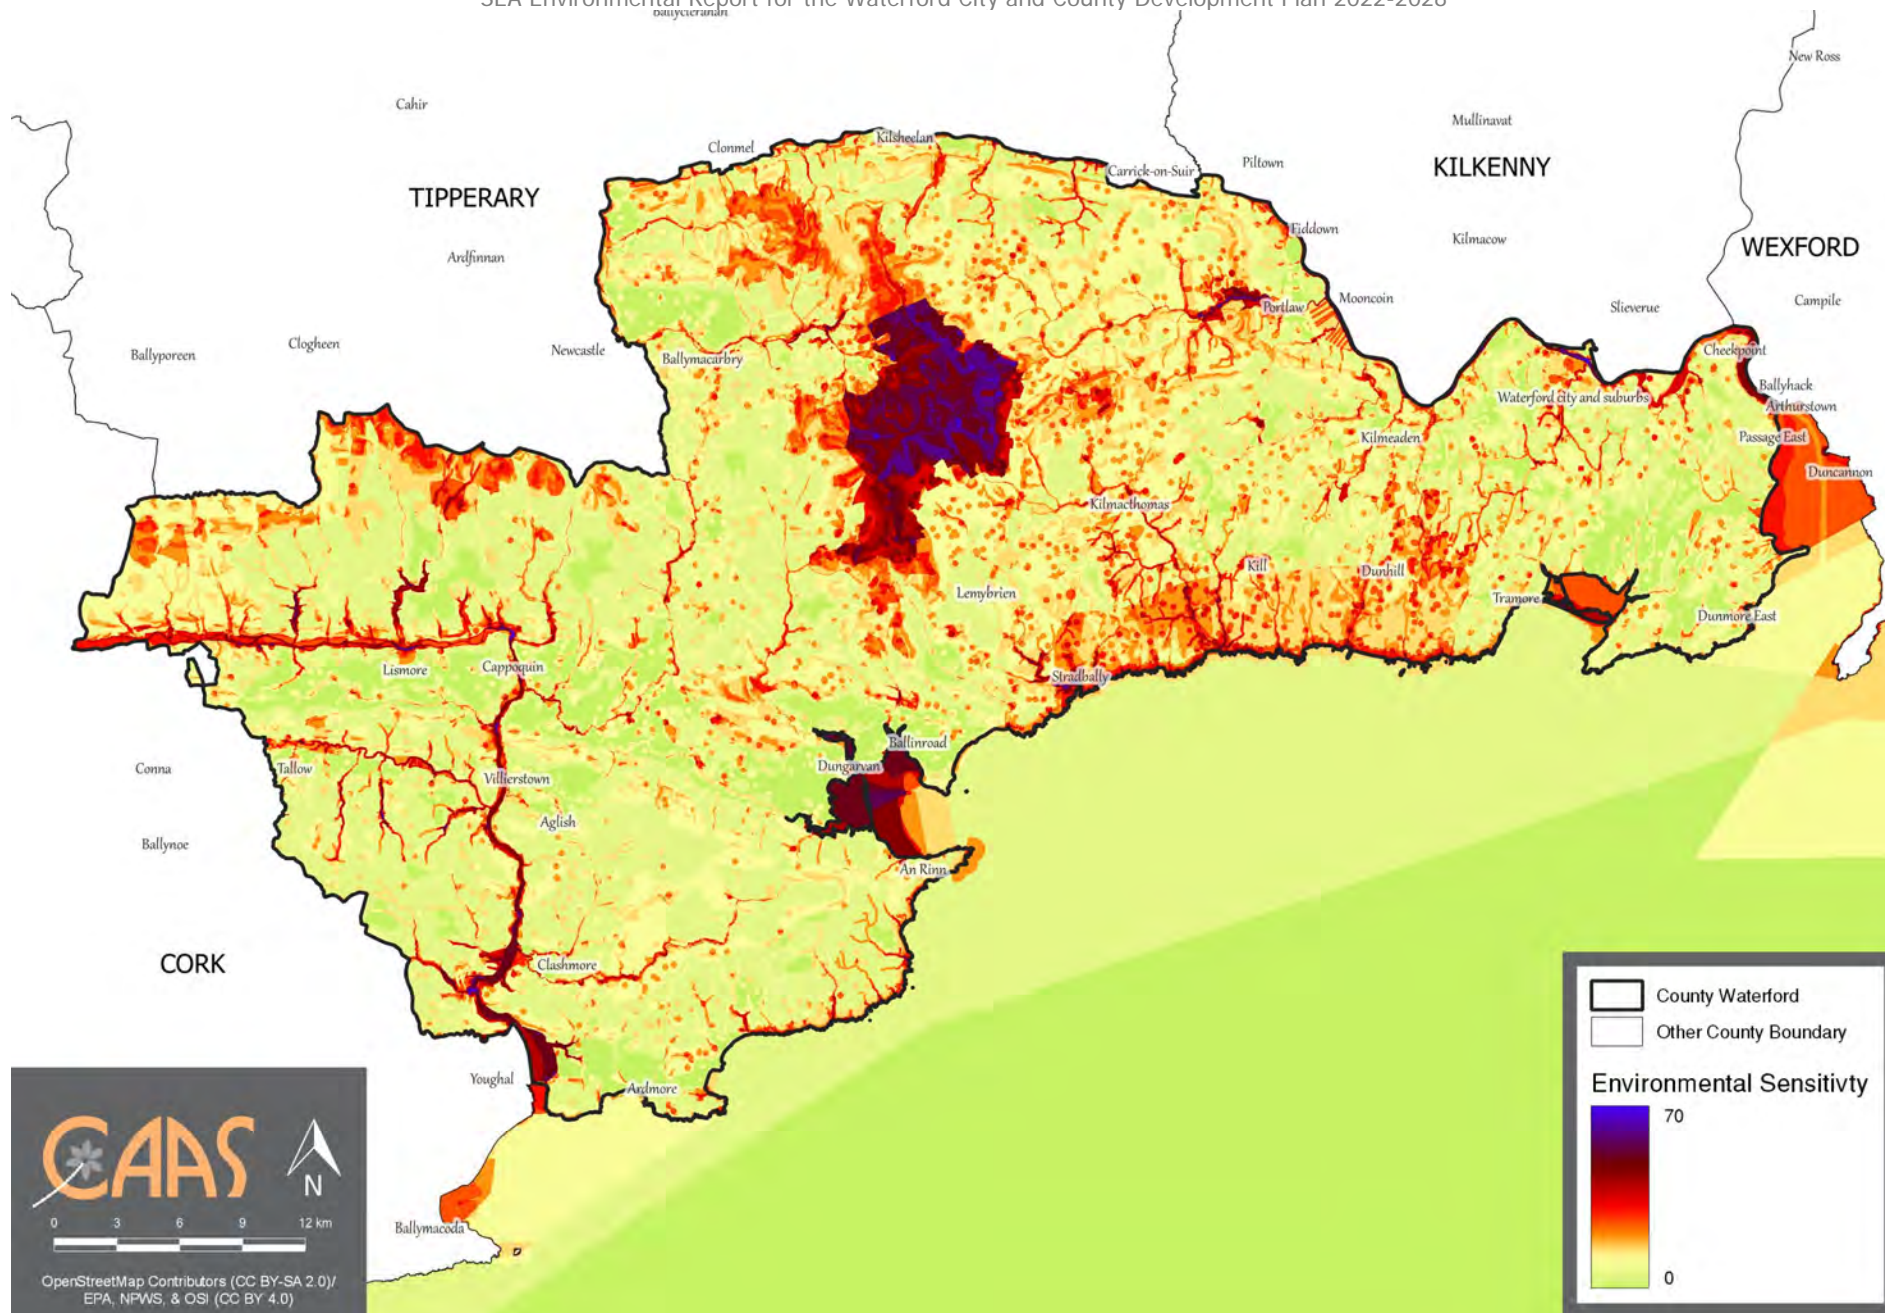 SEA Environmental Report for the Waterford City and County Development Plan 2022-2028
New Ross
Cahir
Mullinavat
Kilsheelan
Clonmel
Piltown
KILKENNY
Carrick-on-Suir
TIPPERARY
Fiddown
Kilmacow
WEXFORD
Ardfinnan
Mooncoin
Campile
Portlaw
Slieverue
Clogheen
Newcastle
Ballyporeen
Ballymacarbry
Cheekpoint
Ballyhack
Waterford city and suburbs
Arthurstown
Kilmeaden
Passage East
Duncannon
Kilmacthomas
Kill
Dunhill
Lemybrien
Tramore
Dunmore East
Lismore
Cappoquin
Stradbally
Ballinroad
Conna
Tallow
Dungarvan
Villierstown
Aglish
Ballynoe
An Rinn
CORK
Clashmore
Youghal
Ardmore
Ballymacoda
CAAS
N
0 3 6 9 12 km
OpenStreetMap Contributors (CC BY-SA 2.0)/
EPA, NPWS, & OSI (CC BY 4.0)
County Waterford
Other County Boundary
Environmental Sensitivty
70
0